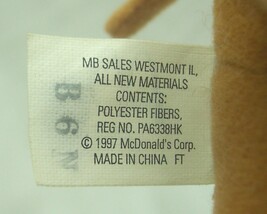 MB SALES WESTMONT IL,
ALL NEW MATERIALS
CONTENTS:
POLYESTER FIBERS,
REG NO. PA6338HK
© 1997 McDonald's Corp.
MADE IN CHINA FT
B6N